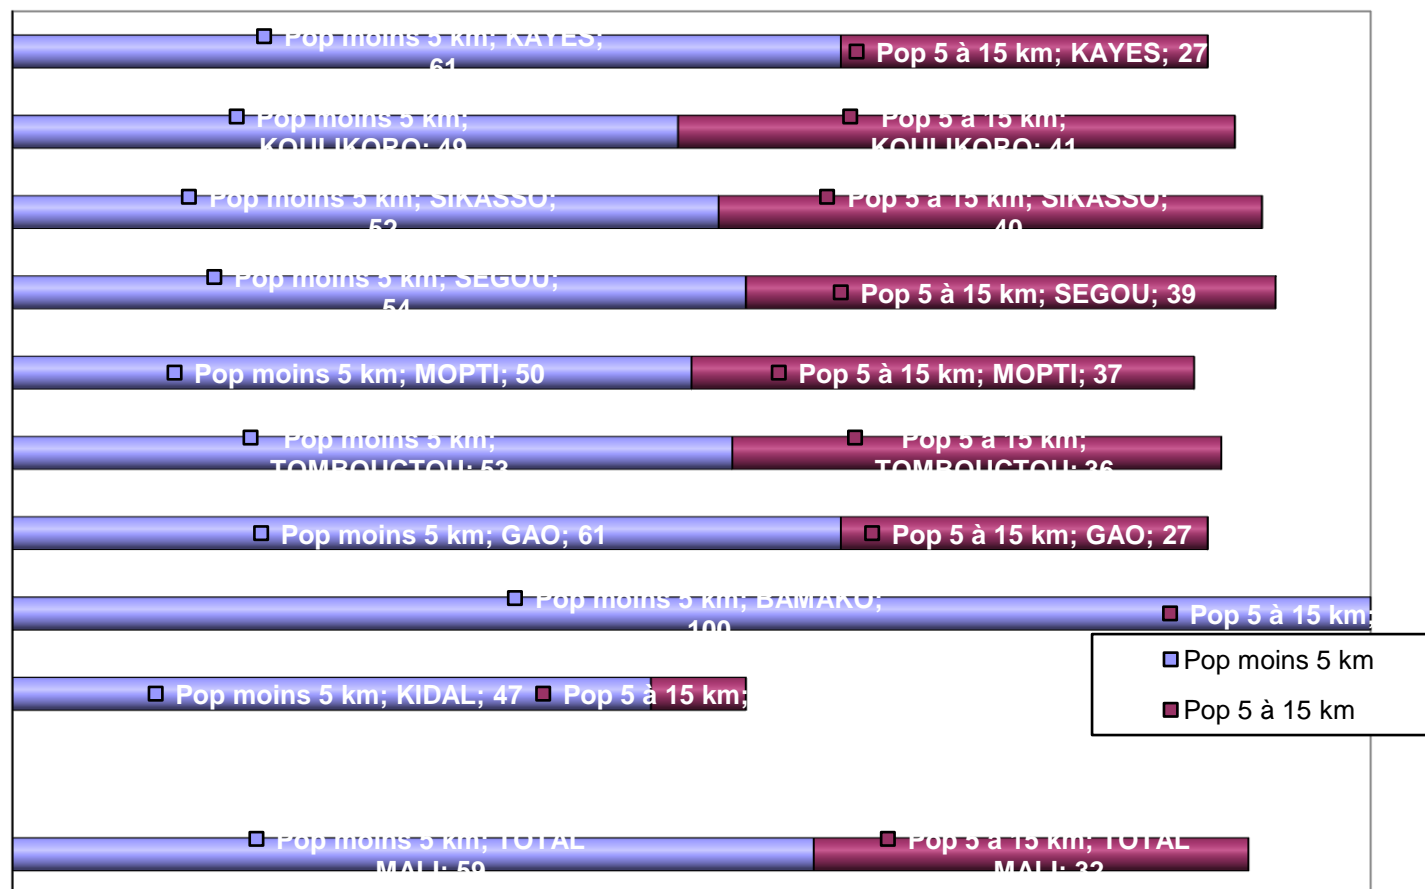 Pop moins 5 km; KAYES;
61
Pop 5 à 15 km; KAYES; 27
Pop moins 5 km;
KOULIKORO; 49
Pop 5 à 15 km;
KOULIKORO; 41
Pop moins 5 km; SIKASSO;
52
Pop 5 à 15 km; SIKASSO;
40
Pop moins 5 km; SEGOU;
54
Pop 5 à 15 km; SEGOU; 39
Pop moins 5 km; MOPTI; 50
Pop 5 à 15 km; MOPTI; 37
Pop moins 5 km;
TOMBOUCTOU; 53
Pop 5 à 15 km;
TOMBOUCTOU; 36
Pop moins 5 km; GAO; 61
Pop 5 à 15 km; GAO; 27
Pop moins 5 km; BAMAKO;
100
Pop 5 à 15 km;
Pop moins 5 km; KIDAL; 47
Pop 5 à 15 km;
Pop moins 5 km
Pop 5 à 15 km
Pop moins 5 km; TOTAL
MALI; 59
Pop 5 à 15 km; TOTAL
MALI; 32